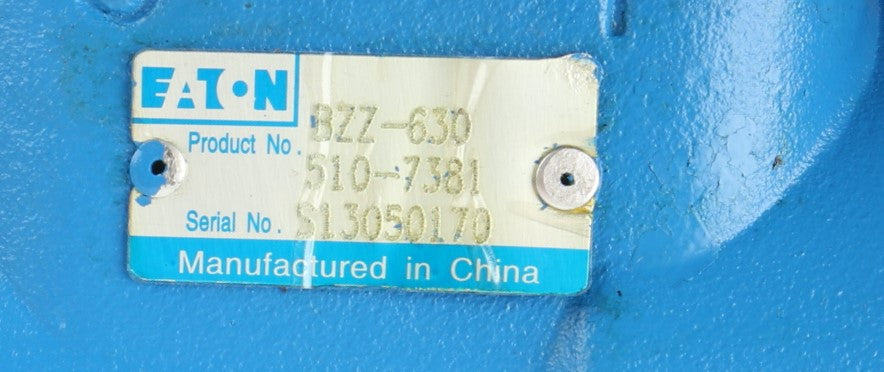 EATON
BZZ-630
Product No.
510-7381
Serial No. S13050170
Manufactured in China